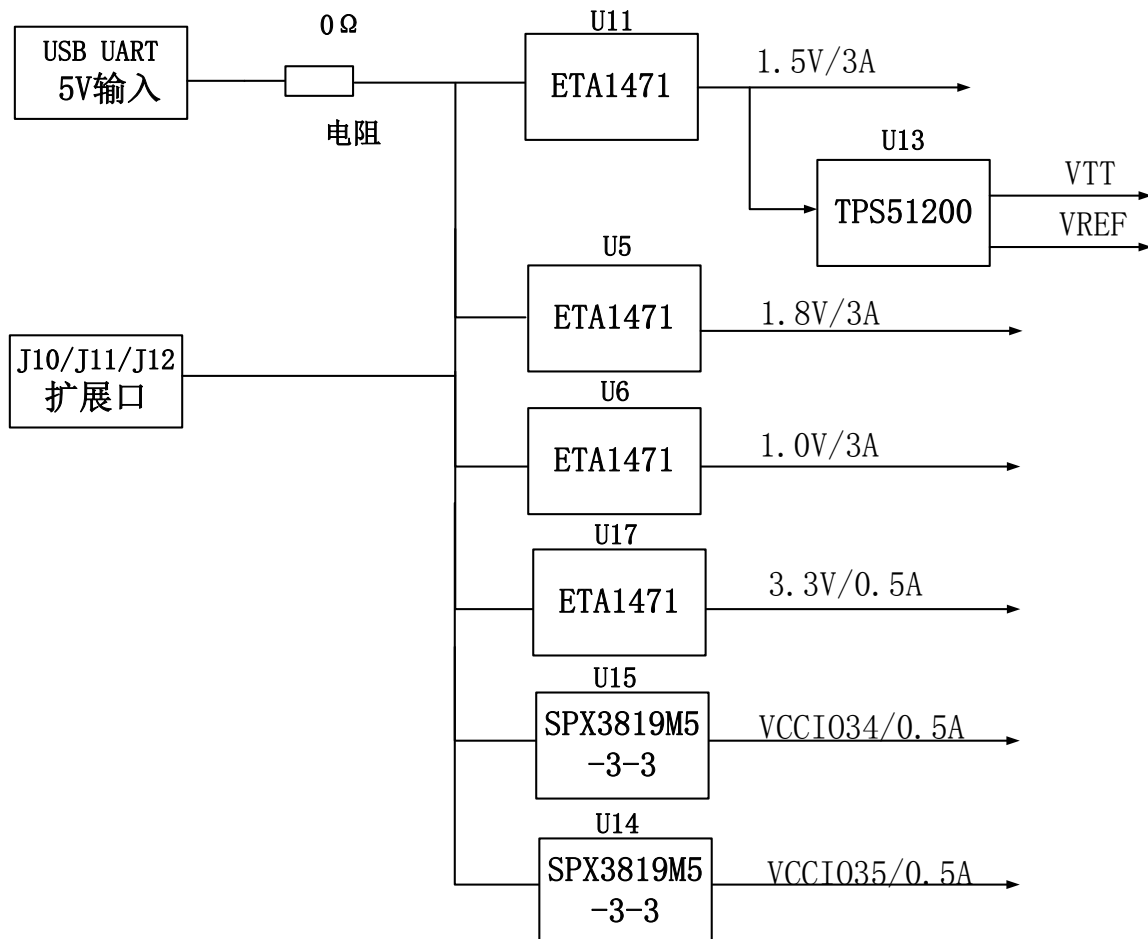 USB UART
5V输入
0Ω
电阻
U11
ETA1471
1.5V/3A
U13
TPS51200
VTT
VREF
U5
ETA1471
1.8V/3A
J10/J11/J12
扩展口
U6
ETA1471
1.0V/3A
U17
ETA1471
3.3V/0.5A
U15
SPX3819M5
-3-3
VCCIO34/0.5A
U14
SPX3819M5
-3-3
VCCIO35/0.5A